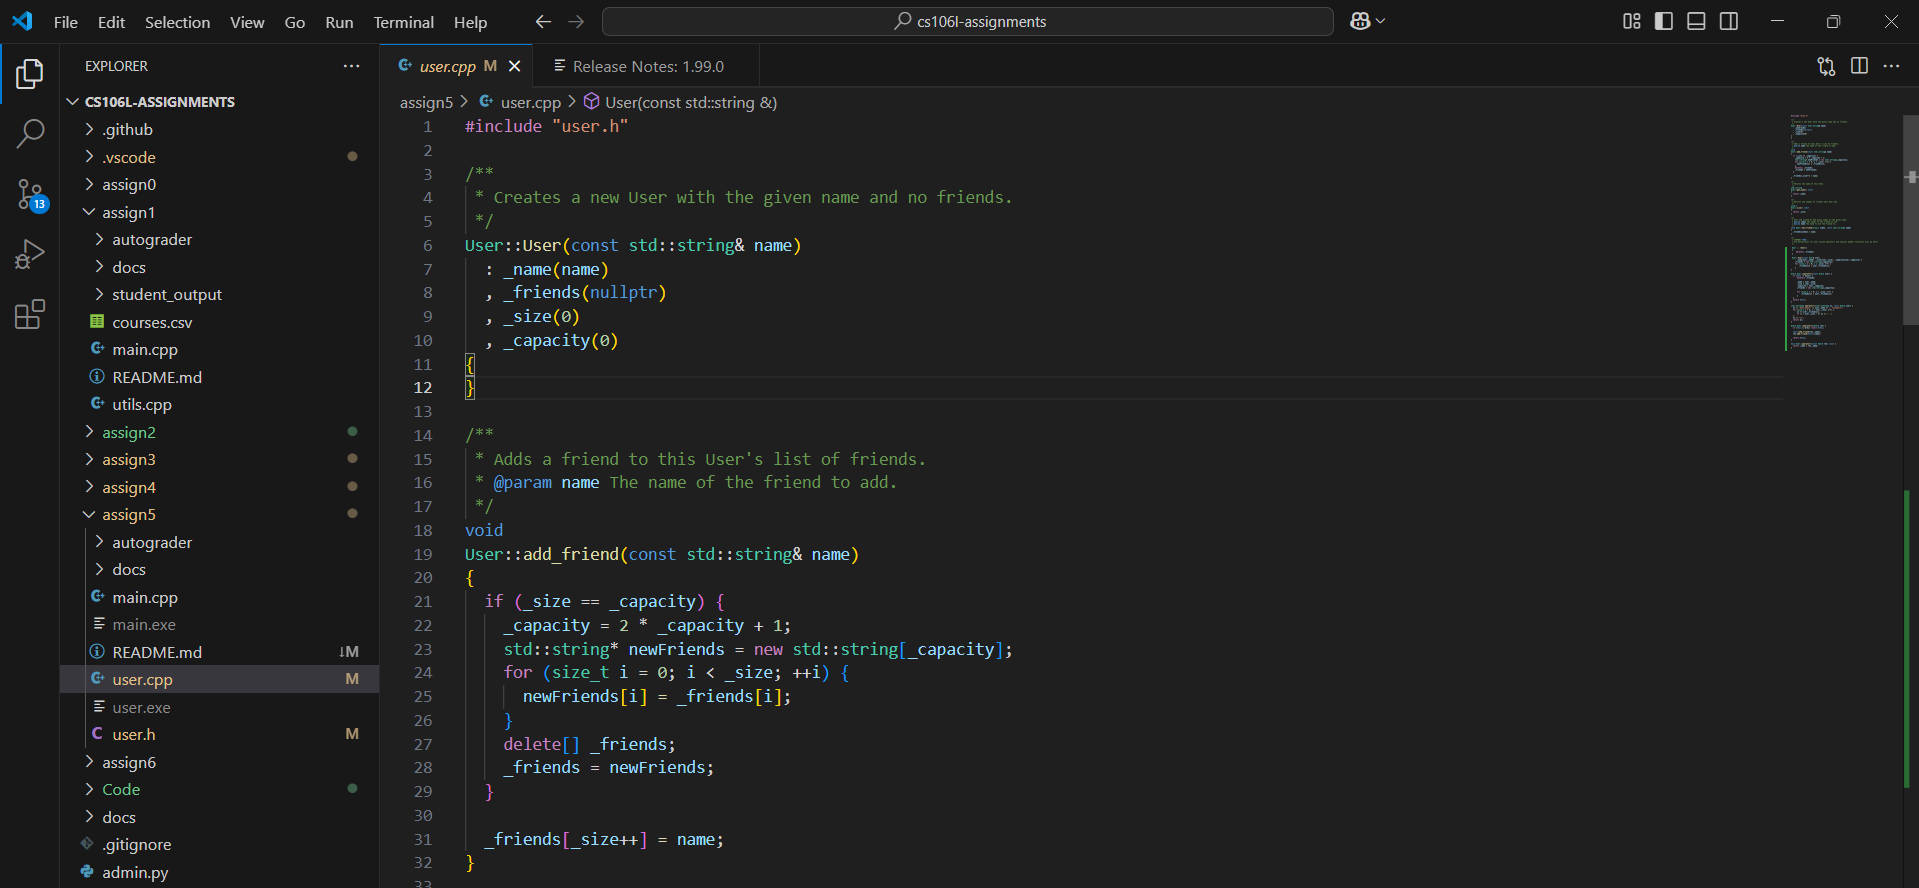 File Edit Selection View Go Run Terminal Help
cs106l-assignments
EXPLORER
CS106L-ASSIGNMENTS
.github
.vscode
assign0
assign1
autograder
docs
student_output
courses.csv
main.cpp
README.md
utils.cpp
assign2
assign3
assign4
assign5
autograder
docs
main.cpp
main.exe
README.md ↓M
user.cpp M
user.exe
user.h M
assign6
Code
docs
.gitignore
admin.py
13
user.cpp M
Release Notes: 1.99.0
assign5 > user.cpp > User(const std::string &)
1 #include "user.h"
2
3 /**
4  * Creates a new User with the given name and no friends.
5  */
6 User::User(const std::string& name)
7   : _name(name)
8   , _friends(nullptr)
9   , _size(0)
10   , _capacity(0)
11 {
12 }
13
14 /**
15  * Adds a friend to this User's list of friends.
16  * @param name The name of the friend to add.
17  */
18 void
19 User::add_friend(const std::string& name)
20 {
21   if (_size == _capacity) {
22     _capacity = 2 * _capacity + 1;
23     std::string* newFriends = new std::string[_capacity];
24     for (size_t i = 0; i < _size; ++i) {
25       newFriends[i] = _friends[i];
26     }
27     delete[] _friends;
28     _friends = newFriends;
29   }
30
31   _friends[_size++] = name;
32 }
33